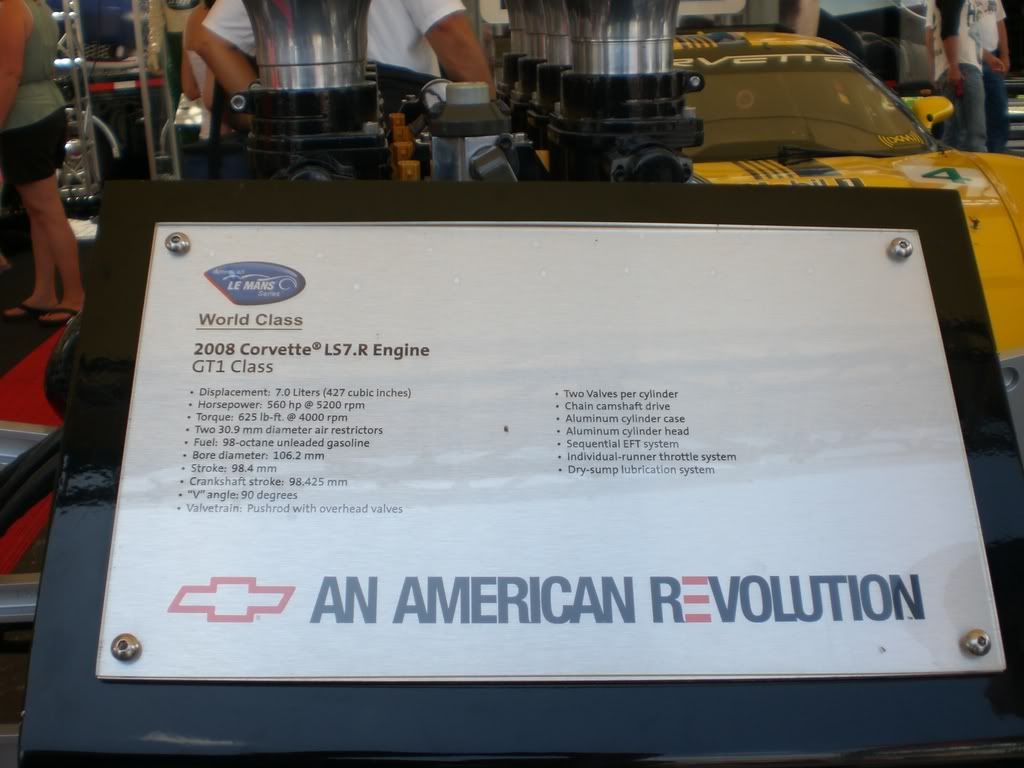 CORVETTE
4
American
LE MANS
Series
World Class
2008 Corvette® LS7.R Engine
GT1 Class
• Displacement: 7.0 Liters (427 cubic inches)
• Horsepower: 560 hp @ 5200 rpm
• Torque: 625 lb-ft. @ 4000 rpm
• Two 30.9 mm diameter air restrictors
• Fuel: 98-octane unleaded gasoline
• Bore diameter: 106.2 mm
• Stroke: 98.4 mm
• Crankshaft stroke: 98.425 mm
• "V" angle: 90 degrees
• Valvetrain: Pushrod with overhead valves
• Two Valves per cylinder
• Chain camshaft drive
• Aluminum cylinder case
• Aluminum cylinder head
• Sequential EFT system
• Individual-runner throttle system
• Dry-sump lubrication system
AN AMERICAN REVOLUTION